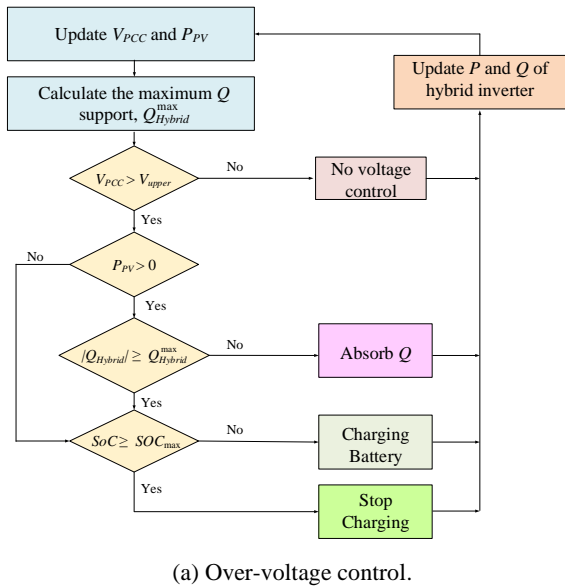 Update V_PCC and P_PV
Calculate the maximum Q
support, Q_Hybrid^max
Update P and Q of
hybrid inverter
V_PCC > V_upper
No
No voltage
control
Yes
No
P_PV > 0
Yes
|Q_Hybrid| ≥ Q_Hybrid^max
No
Absorb Q
Yes
SoC ≥ SOC_max
No
Charging
Battery
Yes
Stop
Charging
(a) Over-voltage control.